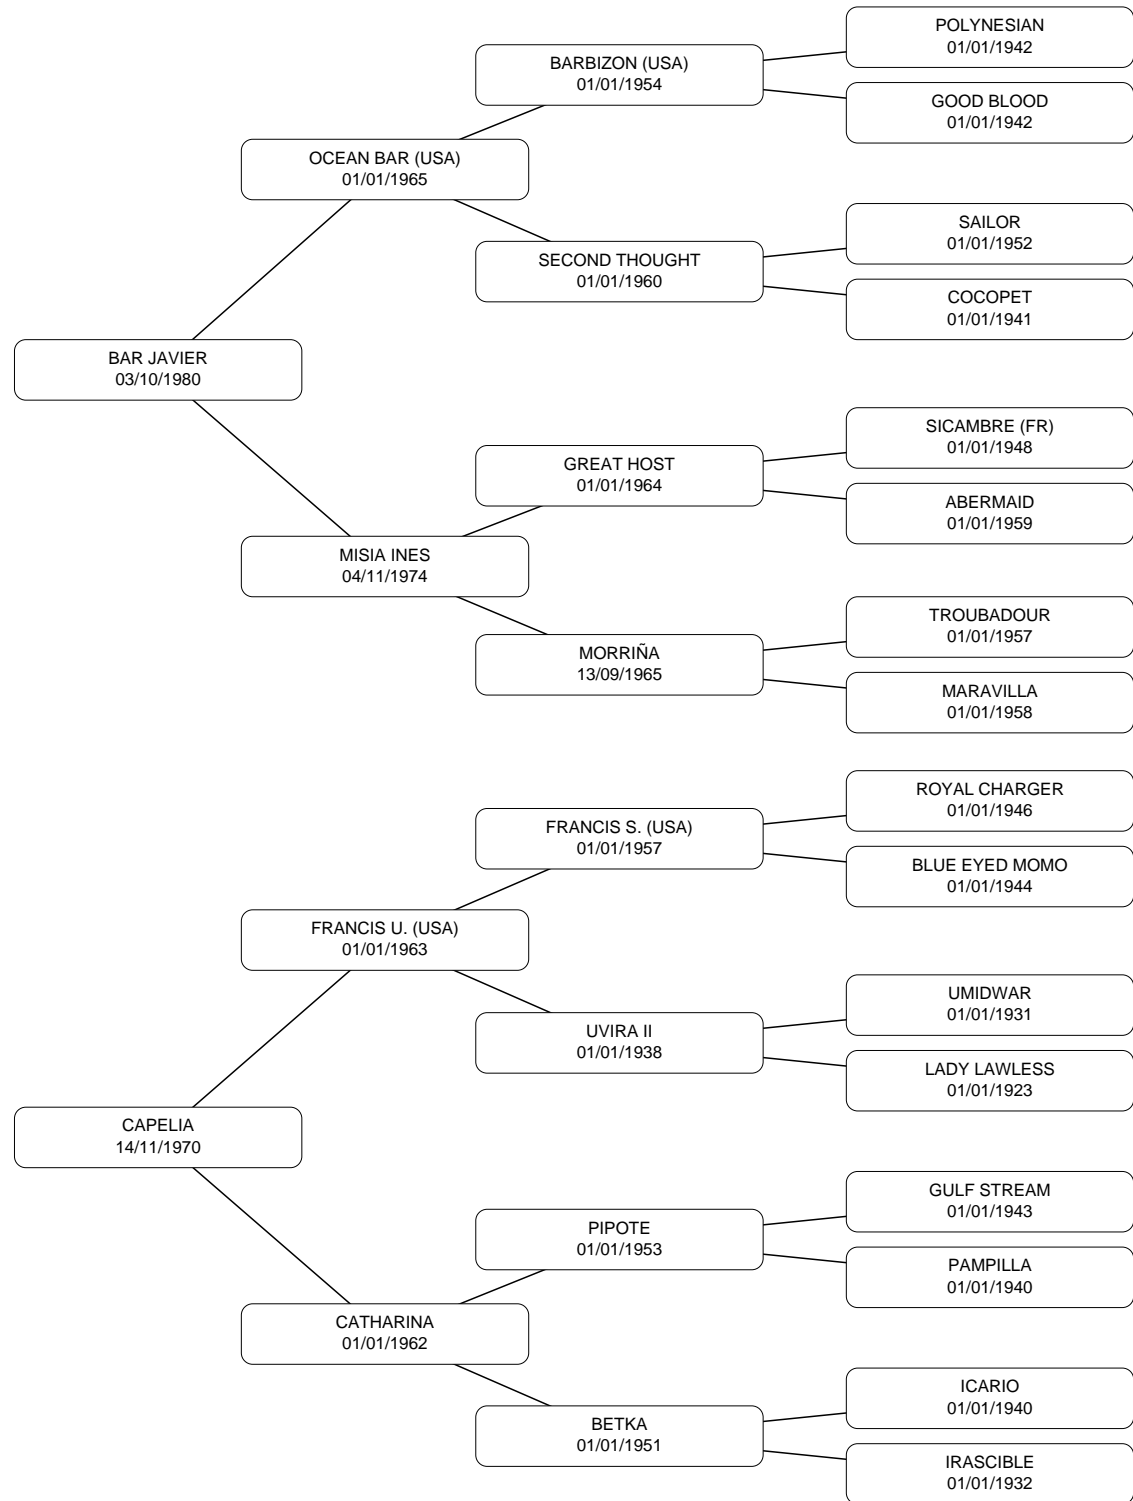 POLYNESIAN
01/01/1942
BARBIZON (USA)
01/01/1954
GOOD BLOOD
01/01/1942
OCEAN BAR (USA)
01/01/1965
SAILOR
01/01/1952
SECOND THOUGHT
01/01/1960
COCOPET
01/01/1941
BAR JAVIER
03/10/1980
SICAMBRE (FR)
01/01/1948
GREAT HOST
01/01/1964
ABERMAID
01/01/1959
MISIA INES
04/11/1974
TROUBADOUR
01/01/1957
MORRIÑA
13/09/1965
MARAVILLA
01/01/1958
ROYAL CHARGER
01/01/1946
FRANCIS S. (USA)
01/01/1957
BLUE EYED MOMO
01/01/1944
FRANCIS U. (USA)
01/01/1963
UMIDWAR
01/01/1931
UVIRA II
01/01/1938
LADY LAWLESS
01/01/1923
CAPELIA
14/11/1970
GULF STREAM
01/01/1943
PIPOTE
01/01/1953
PAMPILLA
01/01/1940
CATHARINA
01/01/1962
ICARIO
01/01/1940
BETKA
01/01/1951
IRASCIBLE
01/01/1932